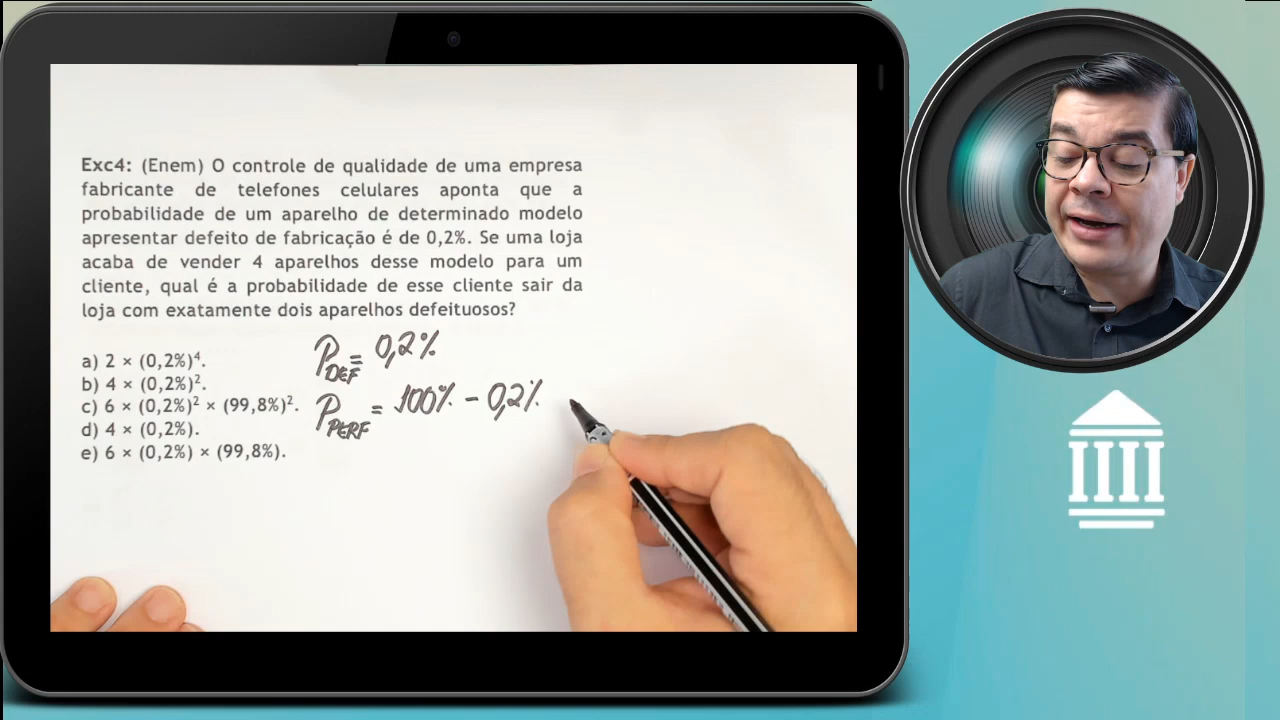 Exc4: (Enem) O controle de qualidade de uma empresa
fabricante de telefones celulares aponta que a
probabilidade de um aparelho de determinado modelo
apresentar defeito de fabricação é de 0,2%. Se uma loja
acaba de vender 4 aparelhos desse modelo para um
cliente, qual é a probabilidade de esse cliente sair da
loja com exatamente dois aparelhos defeituosos?
a) 2 × (0,2%)⁴.
b) 4 × (0,2%)².
c) 6 × (0,2%)² × (99,8%)².
d) 4 × (0,2%).
e) 6 × (0,2%) × (99,8%).
P DEF = 0,2%
P PERF = 100% - 0,2%